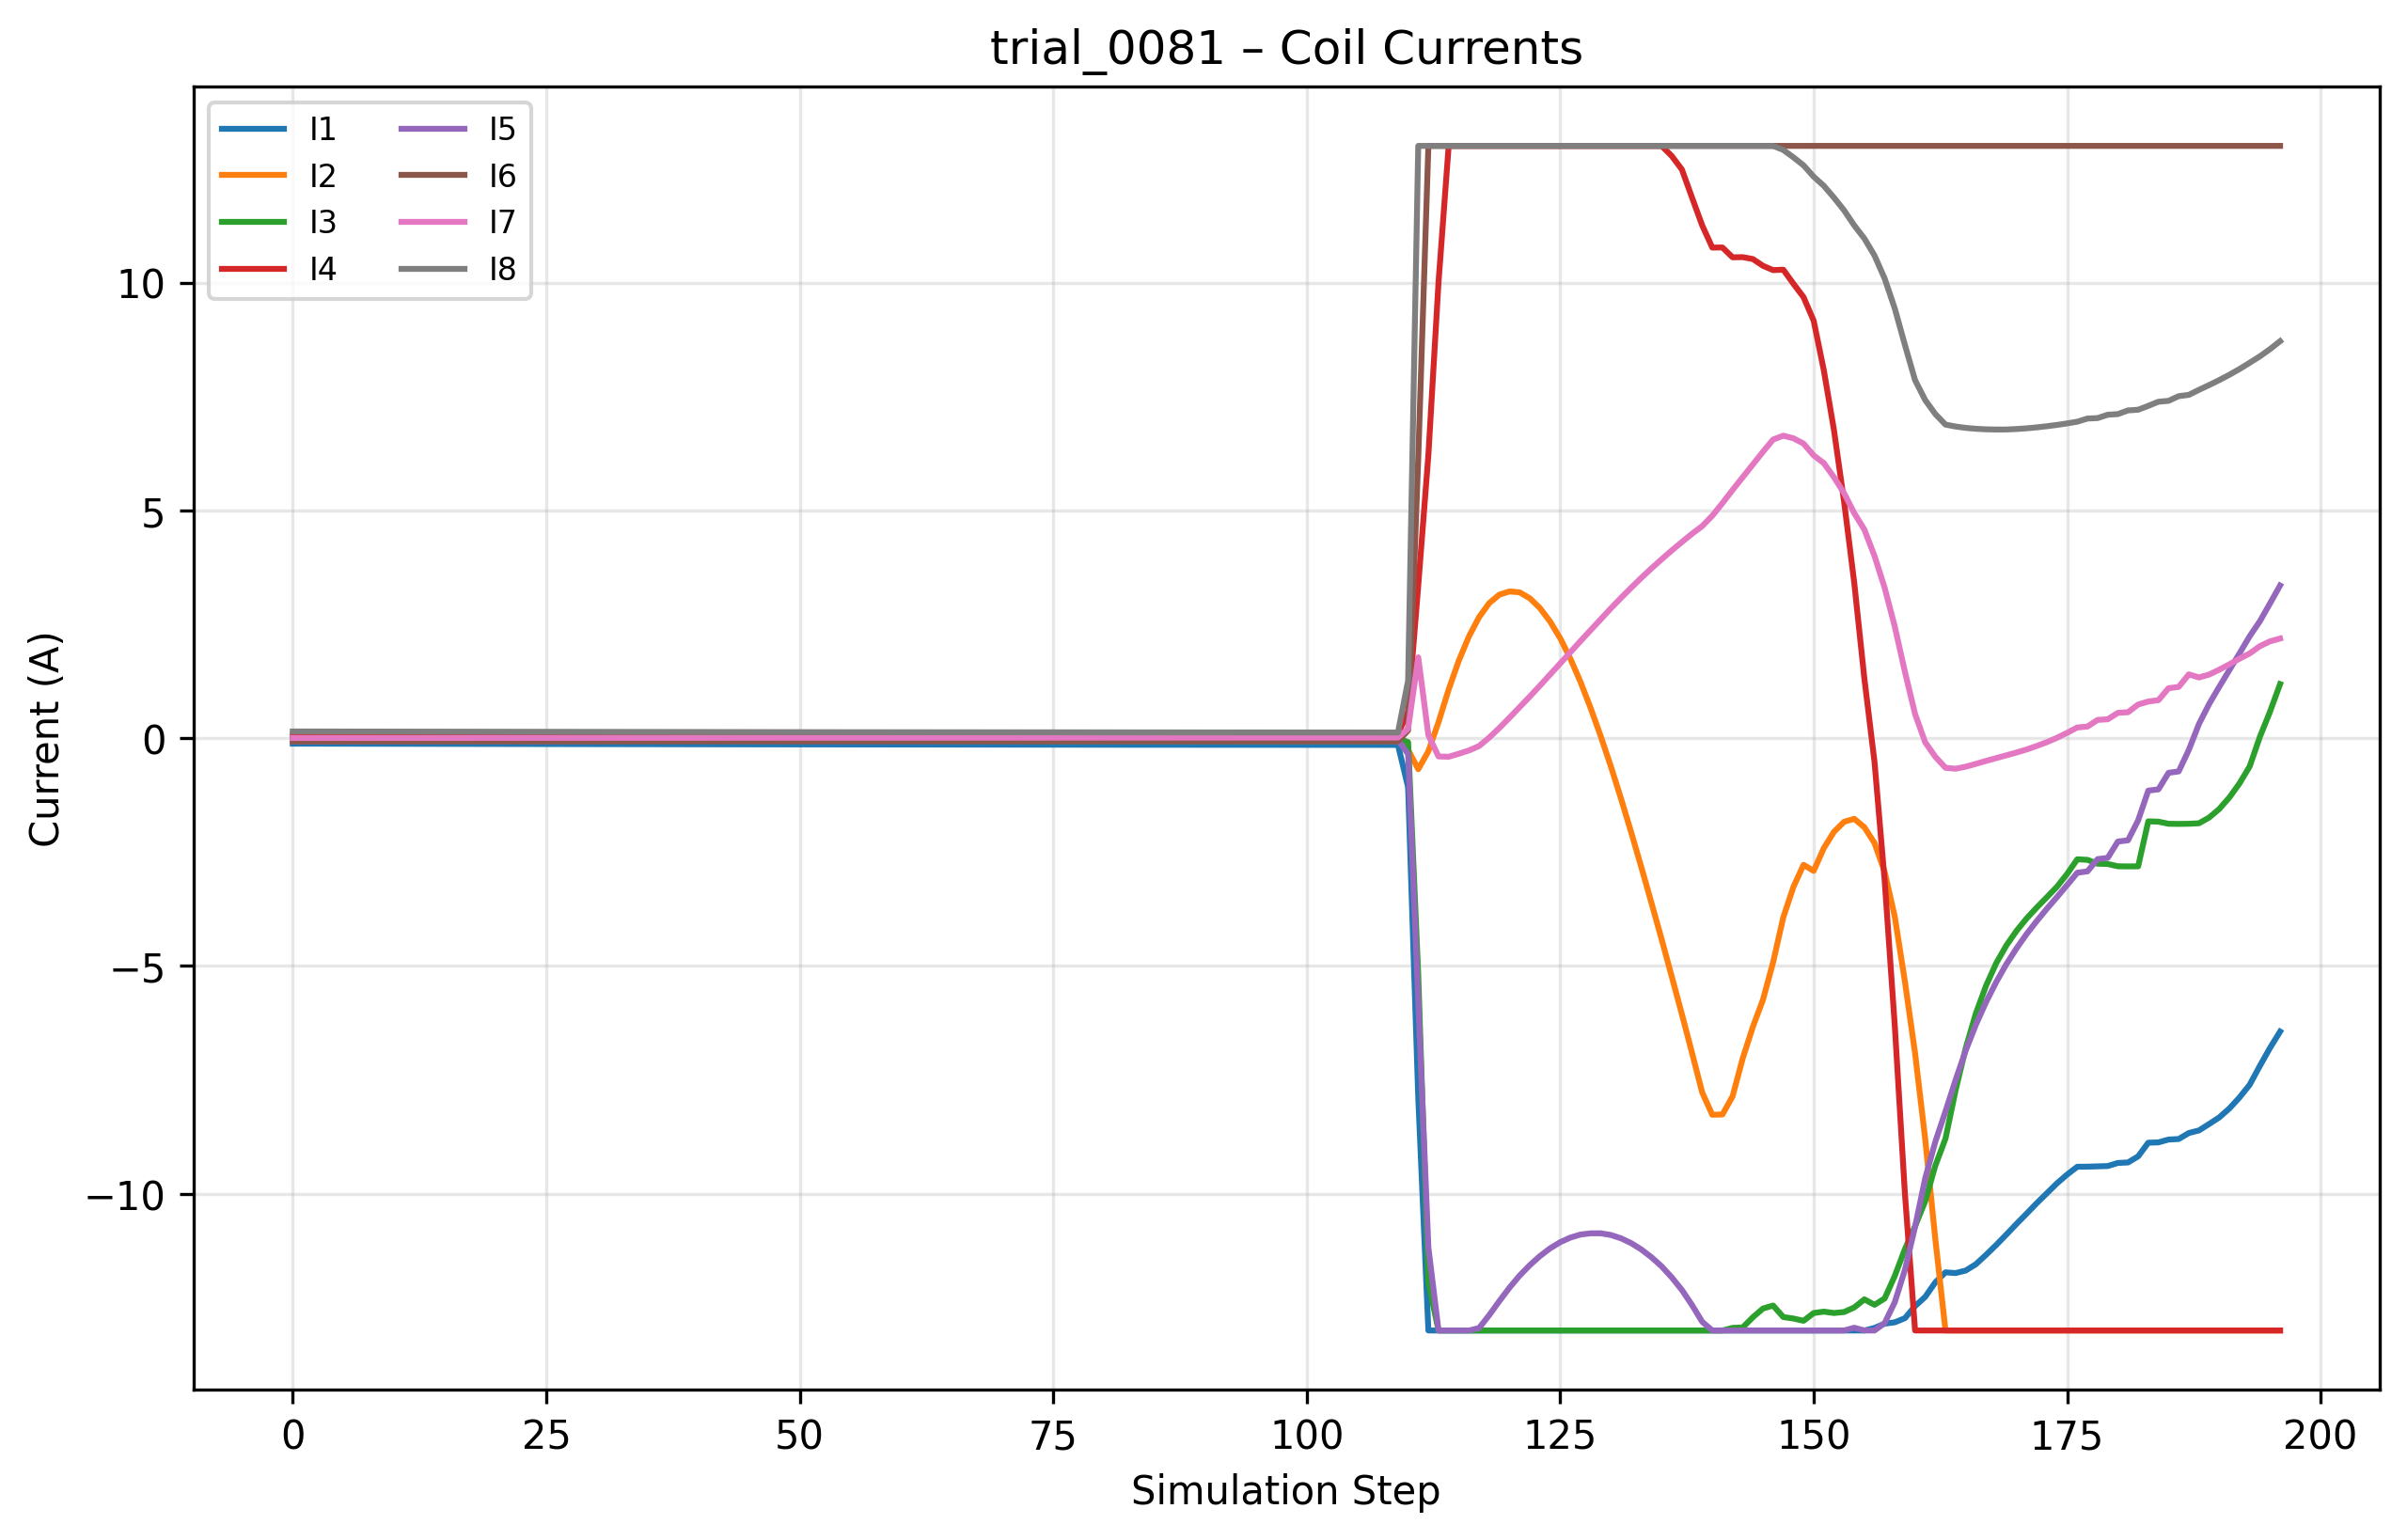 trial_0081 – Coil Currents
I1
I2
I3
I4
I5
I6
I7
I8
Current (A)
10
5
0
−5
−10
0
25
50
75
100
125
150
175
200
Simulation Step